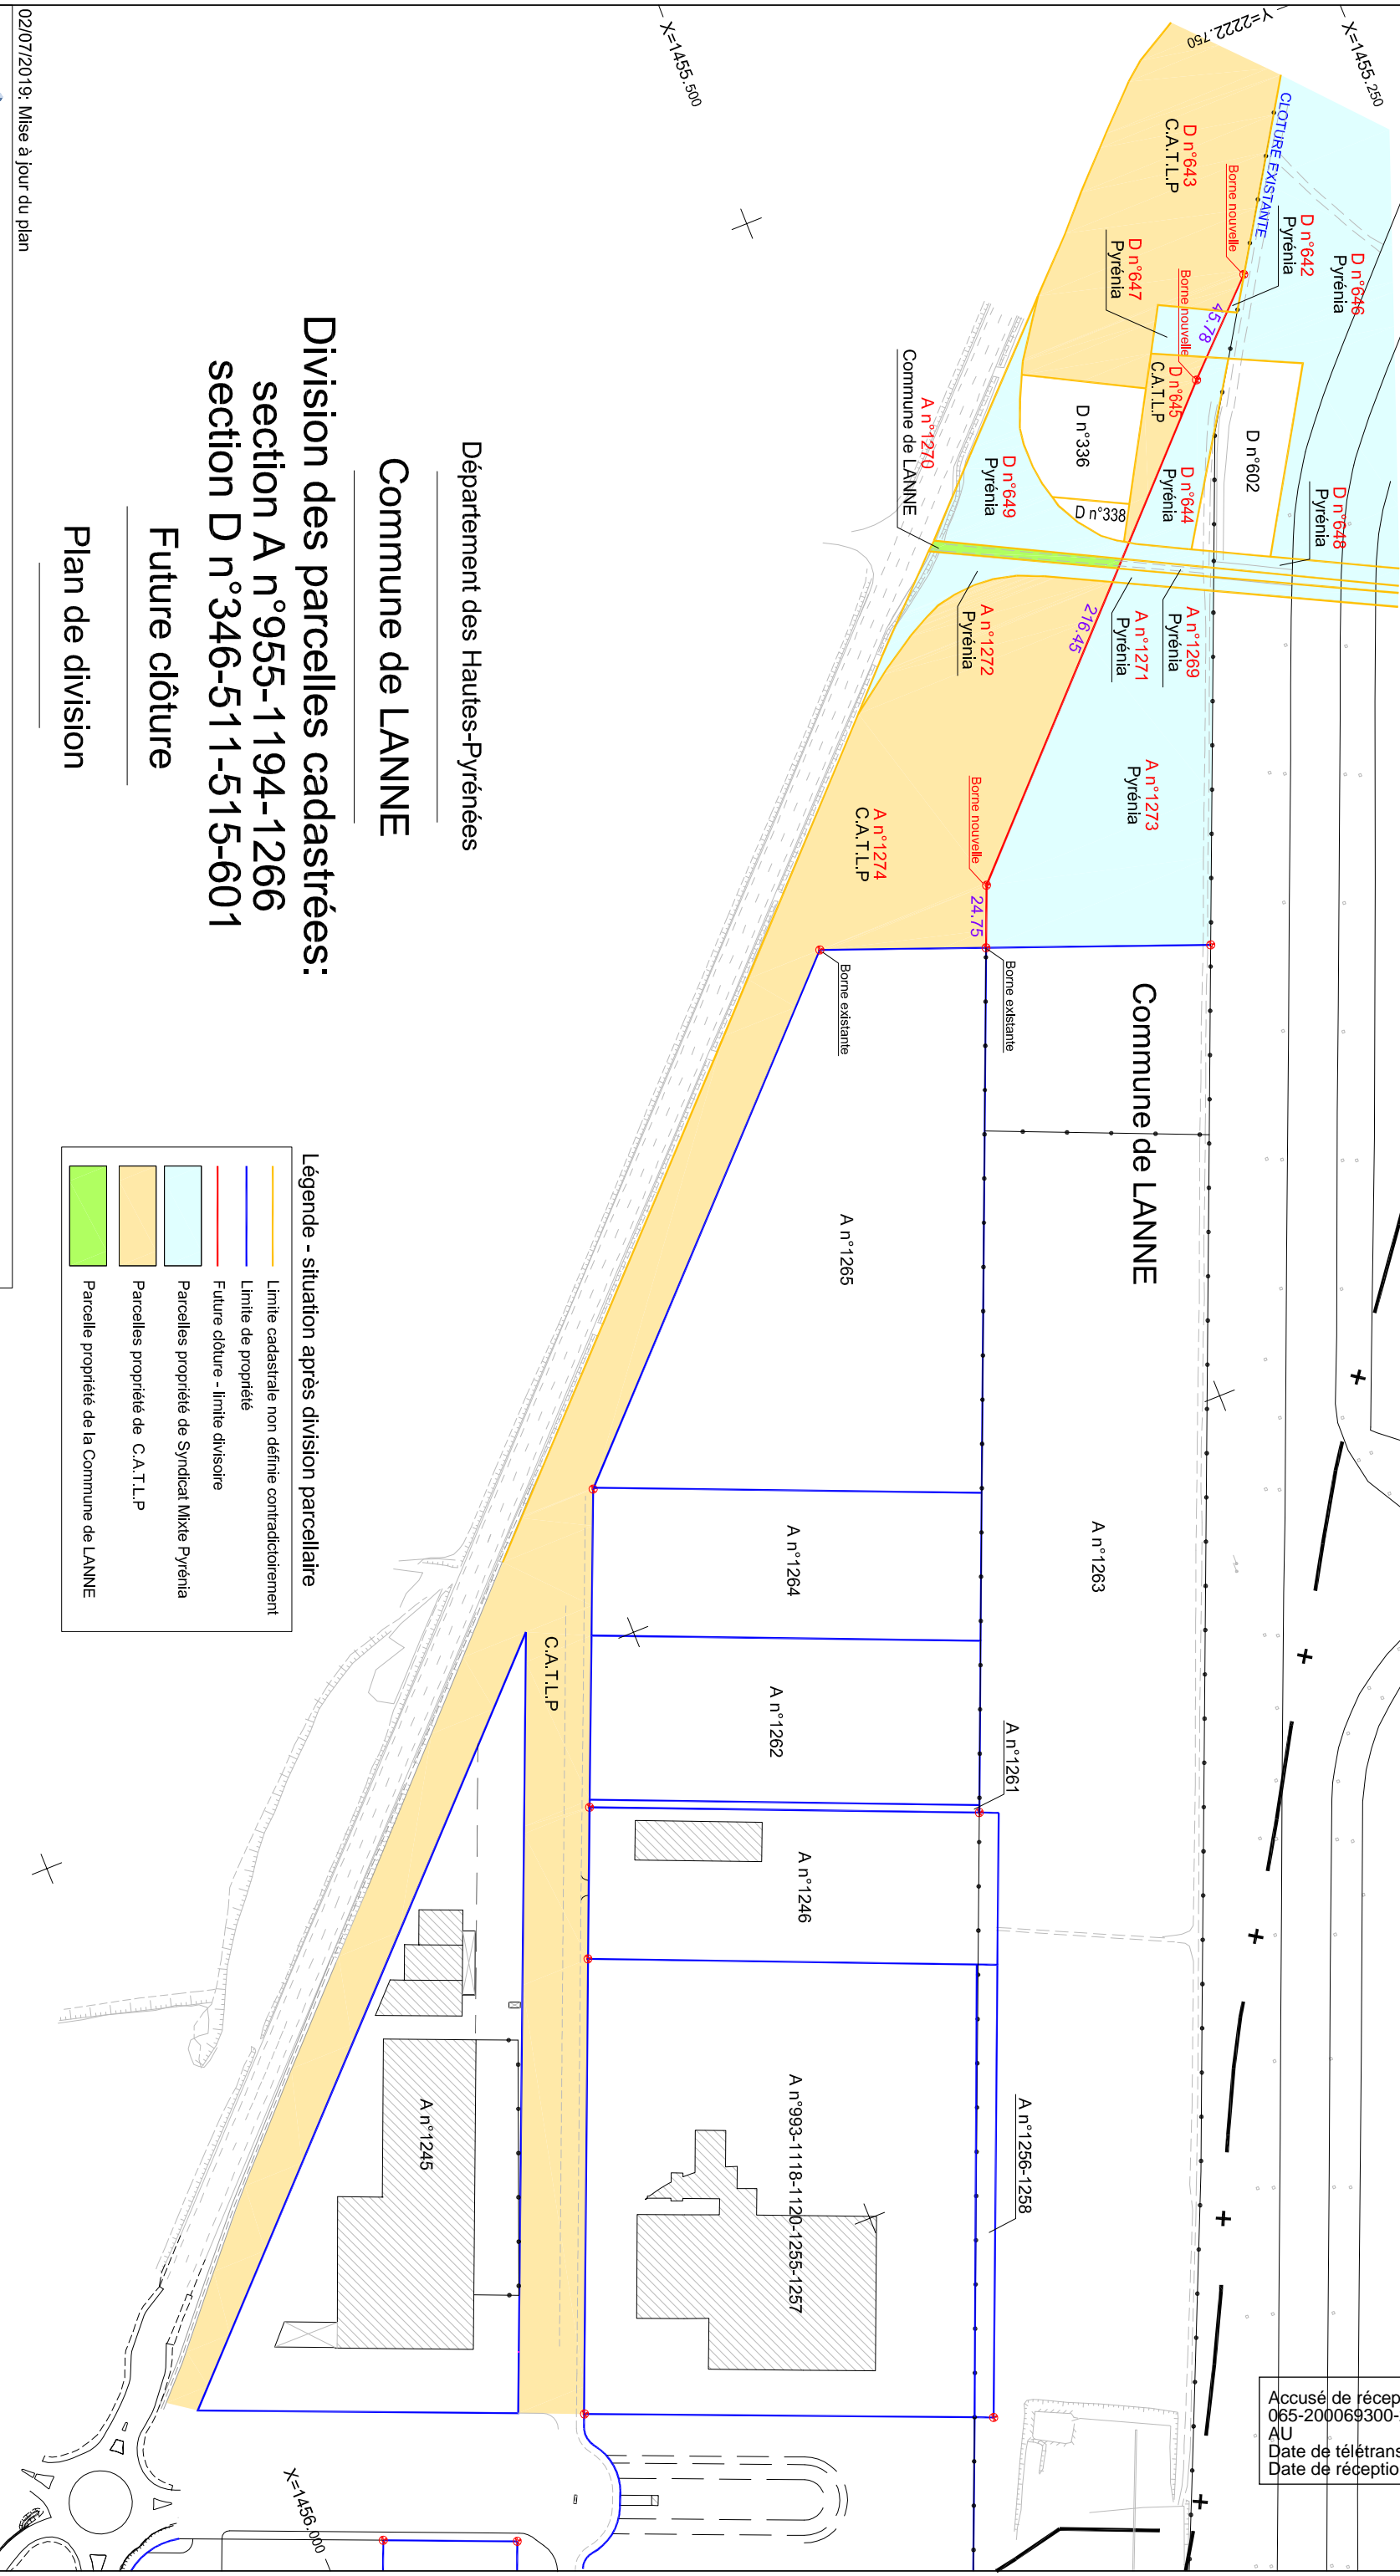 X=1455.250
Y=2222.750
X=1455.500
CLOTURE EXISTANTE
D n°646
Pyrénia
D n°642
Pyrénia
Borne nouvelle
D n°643
C.A.T.L.P
D n°647
Pyrénia
Borne nouvelle
45.78
D n°645
C.A.T.L.P
D n°602
D n°648
Pyrénia
D n°644
Pyrénia
D n°336
D n°338
D n°649
Pyrénia
A n°1270
Commune de LANNE
A n°1269
Pyrénia
A n°1271
Pyrénia
216.45
A n°1272
Pyrénia
A n°1273
Pyrénia
Borne nouvelle
24.75
A n°1274
C.A.T.L.P
Borne existante
Borne existante
Commune de LANNE
A n°1265
A n°1263
A n°1264
A n°1262
A n°1261
C.A.T.L.P
A n°1246
A n°1256-1258
A n°993-1118-1120-1255-1257
A n°1245
X=1456.000
Département des Hautes-Pyrénées
Commune de LANNE
Division des parcelles cadastrées:
section A n°955-1194-1266
section D n°346-511-515-601
Future clôture
Plan de division
02/07/2019: Mise à jour du plan
Légende - situation après division parcellaire
Limite cadastrale non définie contradictoirement
Limite de propriété
Future clôture - limite divisoire
Parcelles propriété de Syndicat Mixte Pyrénia
Parcelles propriété de C.A.T.L.P
Parcelle propriété de la Commune de LANNE
Accusé de récep
065-200069300-
AU
Date de télétrans
Date de réceptio